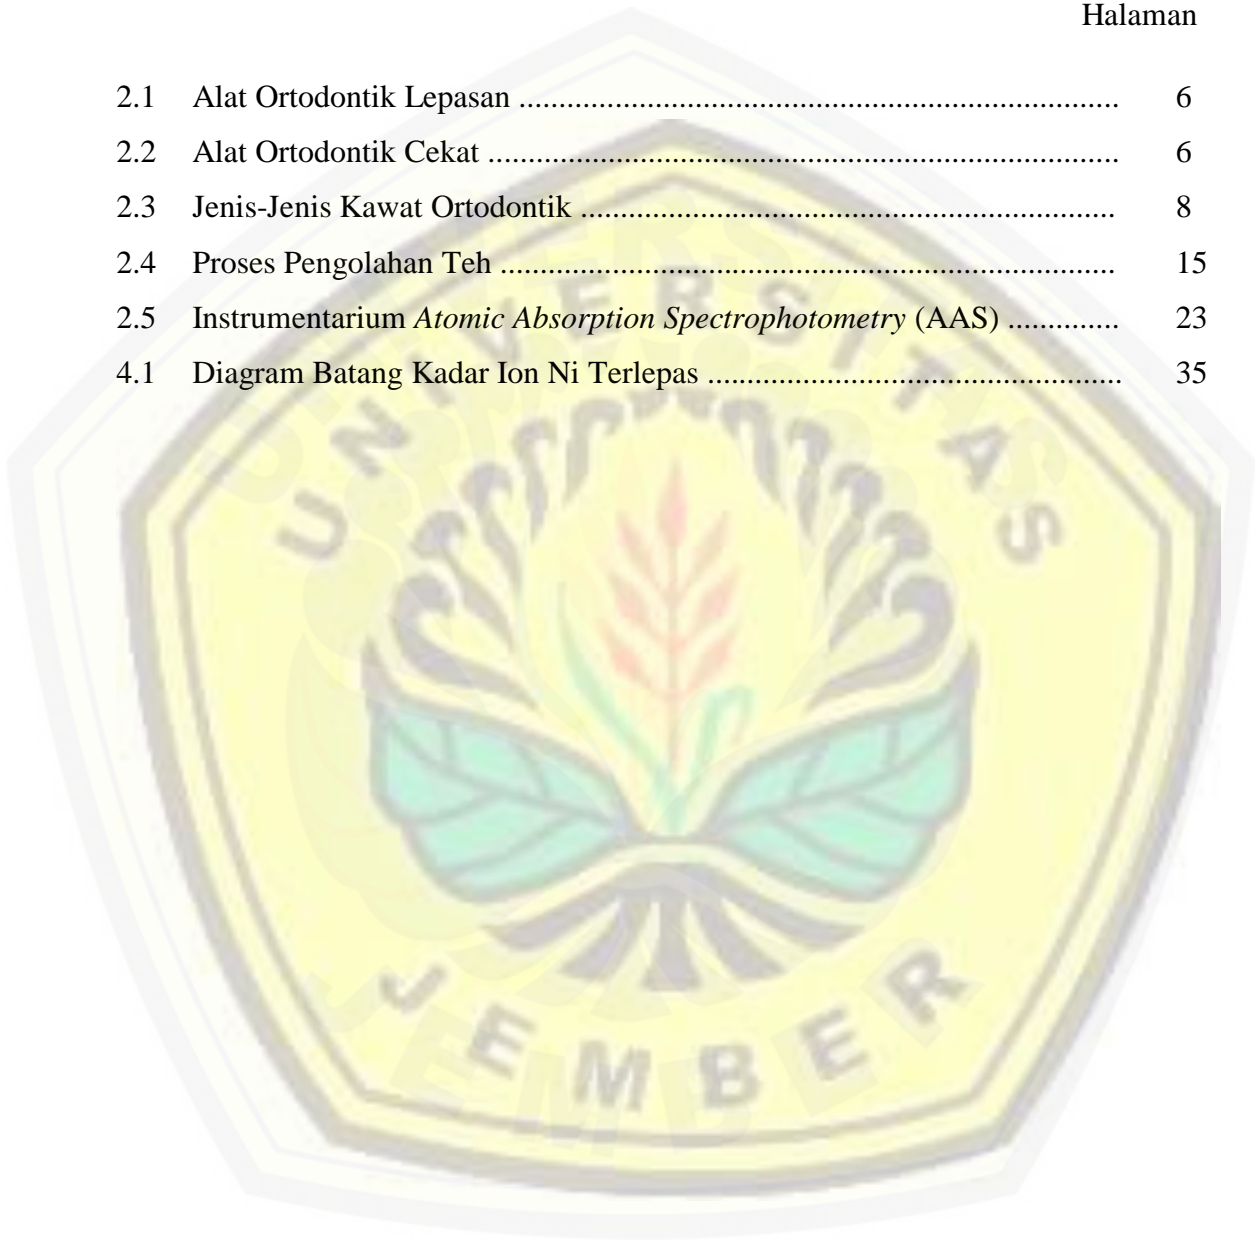 Halaman
2.1 Alat Ortodontik Lepasan ............................................................................ 6
2.2 Alat Ortodontik Cekat ................................................................................ 6
2.3 Jenis-Jenis Kawat Ortodontik .................................................................... 8
2.4 Proses Pengolahan Teh .............................................................................. 15
2.5 Instrumentarium Atomic Absorption Spectrophotometry (AAS) .............. 23
4.1 Diagram Batang Kadar Ion Ni Terlepas .................................................... 35
UNIVERSITAS
JEMBER